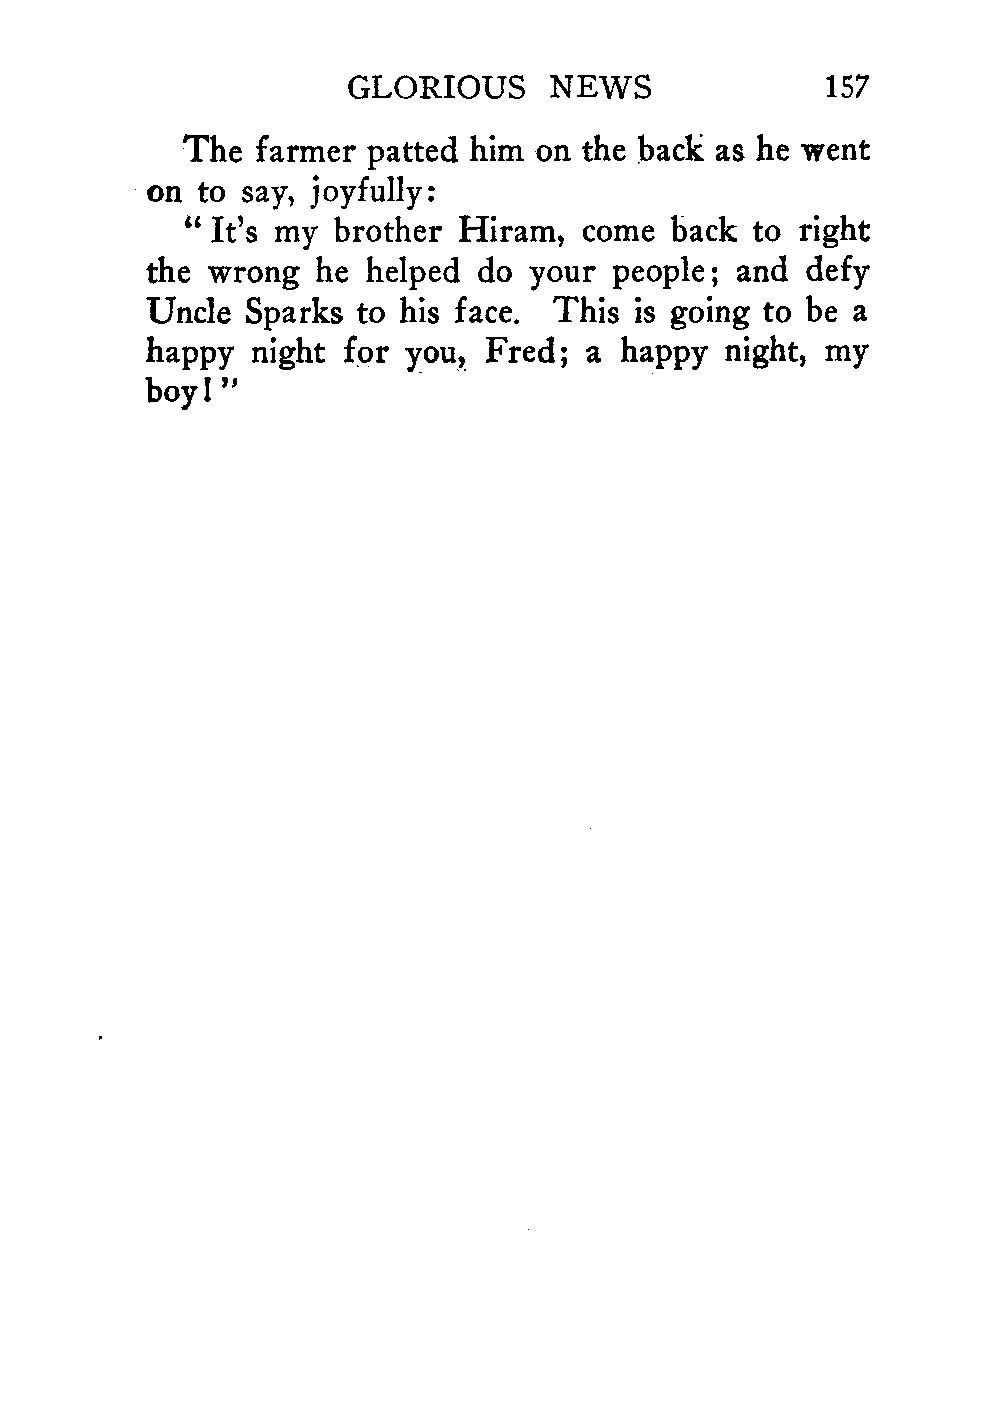 GLORIOUS NEWS 157
The farmer patted him on the back as he went
on to say, joyfully:
" It's my brother Hiram, come back to right
the wrong he helped do your people; and defy
Uncle Sparks to his face. This is going to be a
happy night for you, Fred; a happy night, my
boy! "